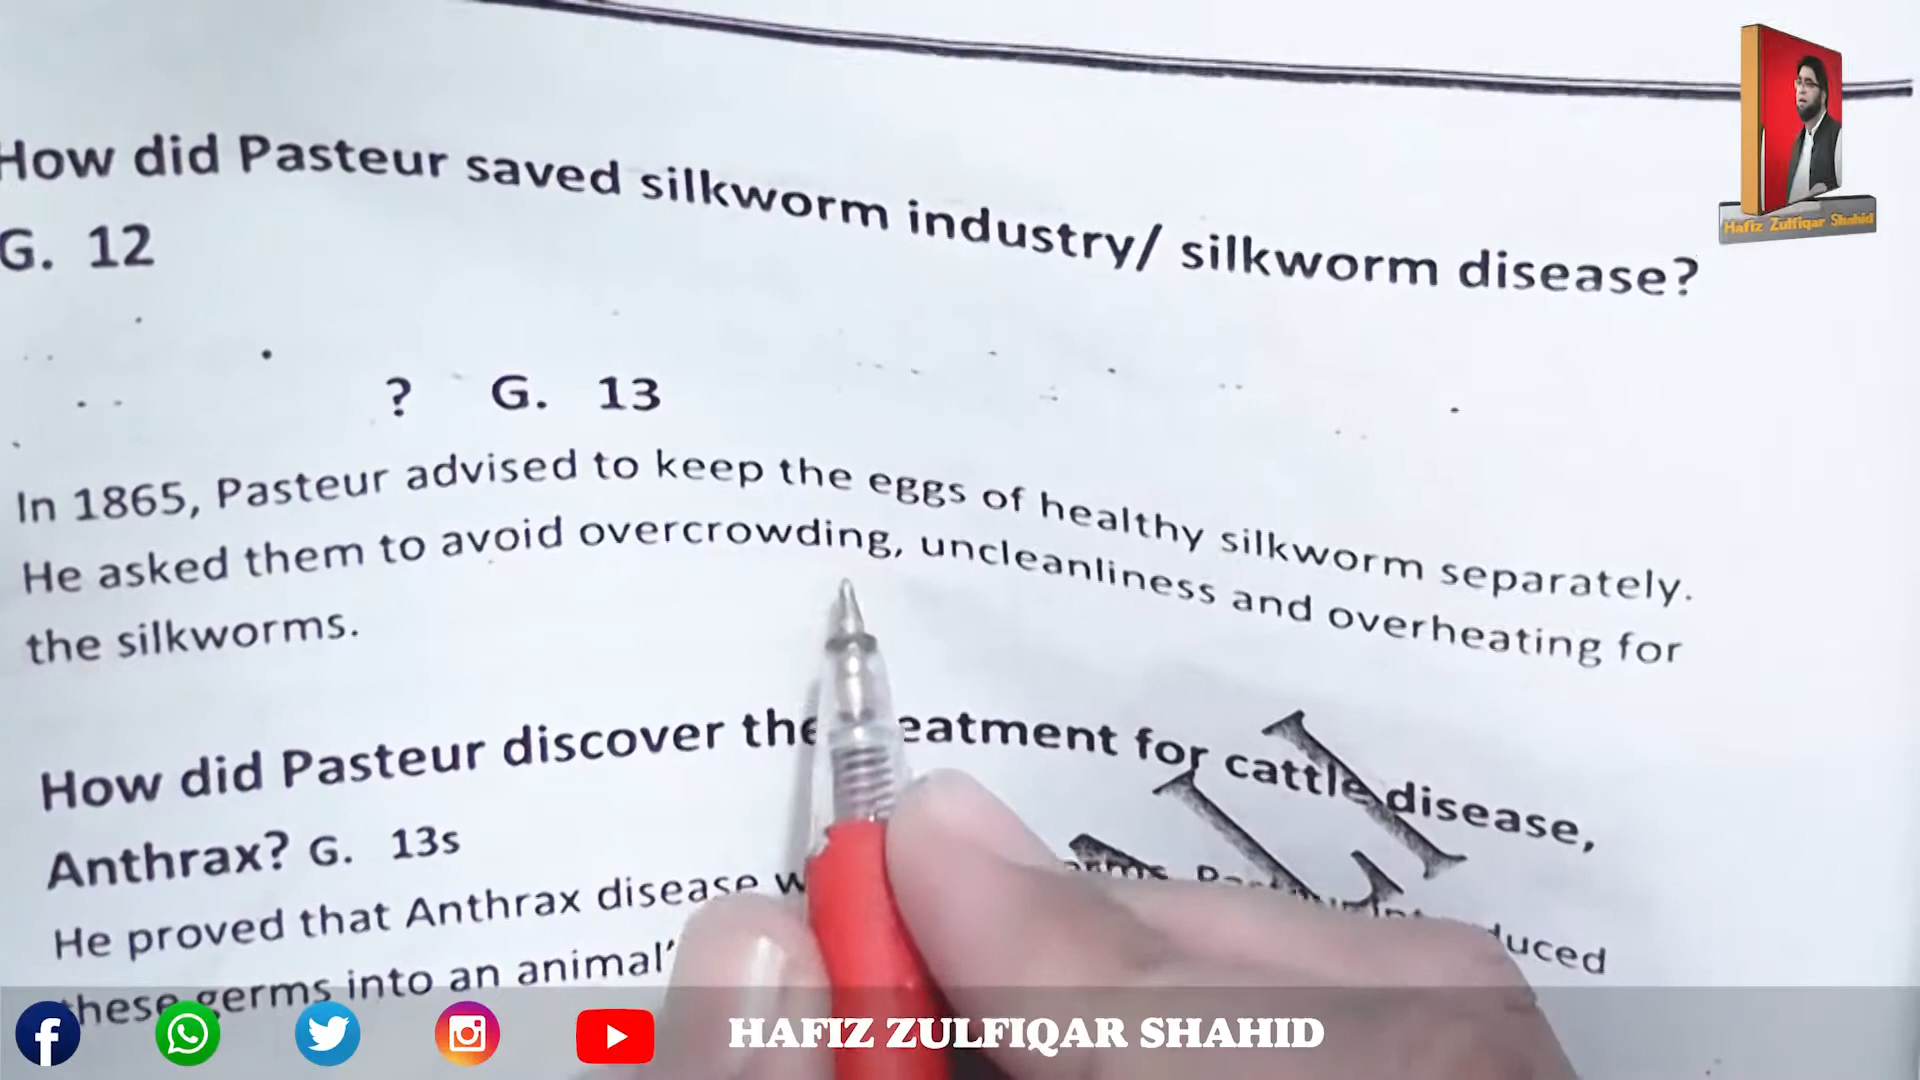 How did Pasteur saved silkworm industry/ silkworm disease?
G. 12
? G. 13
In 1865, Pasteur advised to keep the eggs of healthy silkworm separately.
He asked them to avoid overcrowding, uncleanliness and overheating for
the silkworms.
How did Pasteur discover the eatment for cattle disease,
Anthrax? G. 13s
He proved that Anthrax disease
these germs into an animal'
Hafiz Zulfiqar Shahid
HAFIZ ZULFIQAR SHAHID